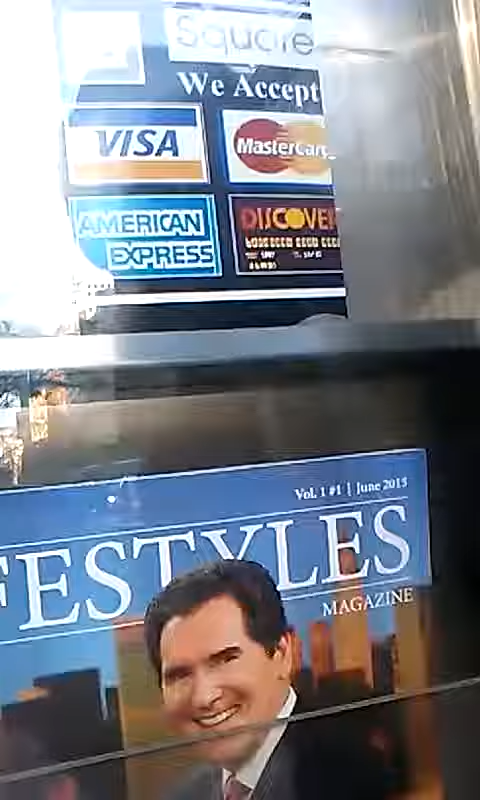 Square
We Accept
VISA
MasterCard
AMERICAN
EXPRESS
DISCOVER
Vol. 1 #1 | June 2015
FESTYLES
MAGAZINE